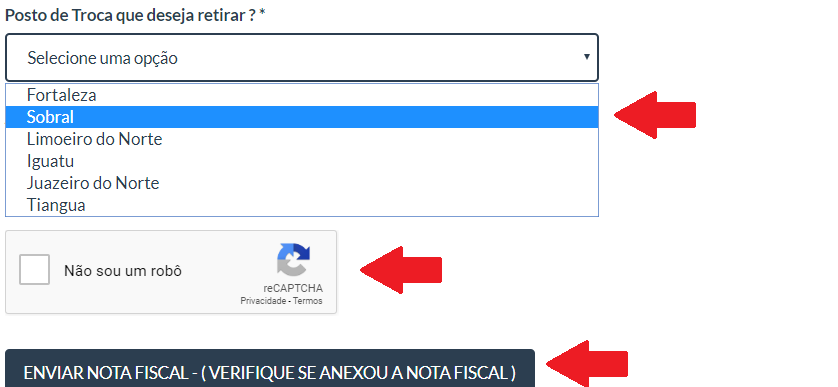 Posto de Troca que deseja retirar ? *
Selecione uma opção
Fortaleza
Sobral
Limoeiro do Norte
Iguatu
Juazeiro do Norte
Tiangua
Não sou um robô
reCAPTCHA
Privacidade - Termos
ENVIAR NOTA FISCAL - ( VERIFIQUE SE ANEXOU A NOTA FISCAL )